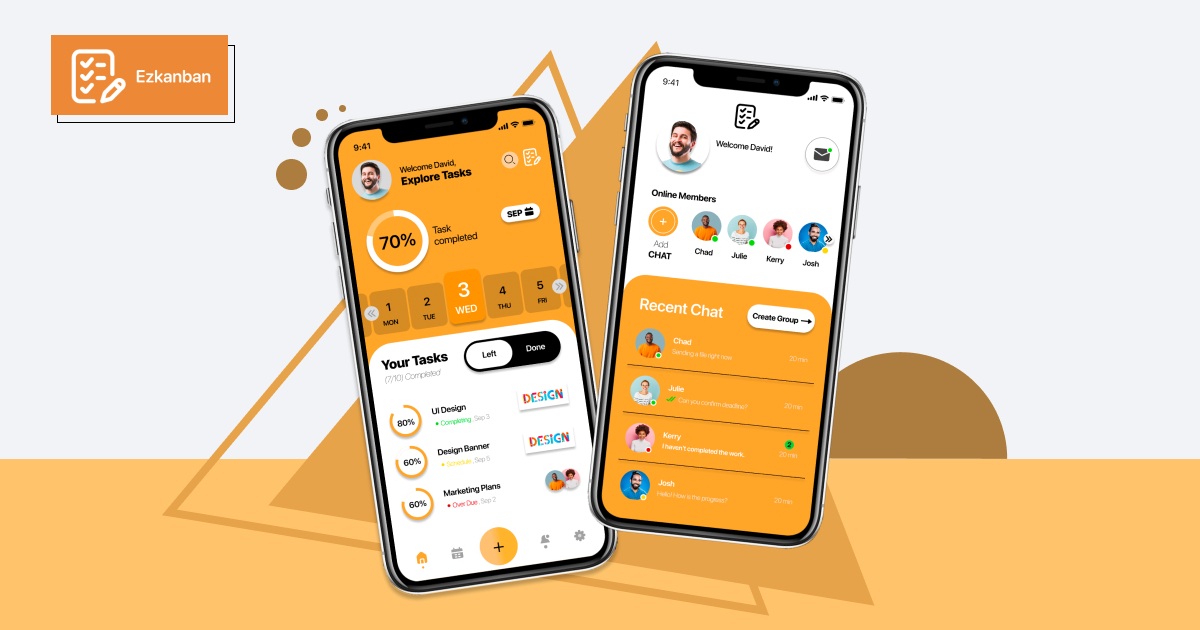 Ezkanban
9:41
Welcome David,
Explore Tasks
70%
Task
completed
SEP
1
MON
2
TUE
3
WED
4
THU
5
FRI
Your Tasks
(7/10) Completed
Left
Done
80%
UI Design
Completing, Sep 3
DESIGN
60%
Design Banner
Schedule, Sep 5
DESIGN
60%
Marketing Plans
Over Due, Sep 2
9:41
Welcome David!
Online Members
Add
CHAT
Chad
Julie
Kerry
Josh
Recent Chat
Create Group
Chad
Sending a file right now
20 min
Julie
Can you confirm deadline?
20 min
Kerry
I Haven't completed the work.
2
20 min
Josh
Hello! How is the progress?
20 min